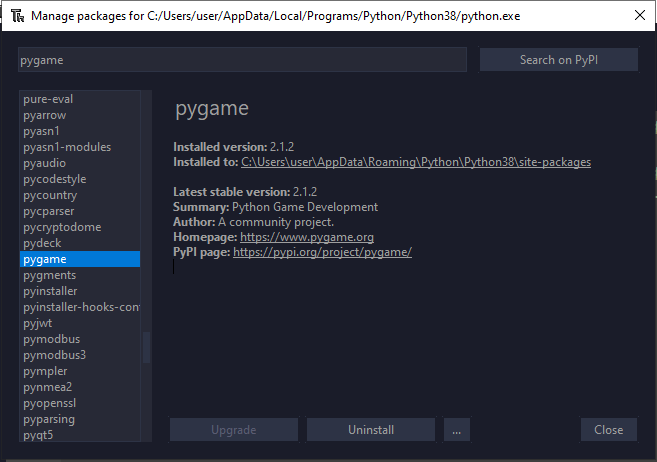 Manage packages for C:/Users/user/AppData/Local/Programs/Python/Python38/python.exe
pygame
Search on PyPI
pure-eval
pyarrow
pyasn1
pyasn1-modules
pyaudio
pycodestyle
pycountry
pycparser
pycryptodome
pydeck
pygame
pygments
pyinstaller
pyinstaller-hooks-con
pyjwt
pymodbus
pymodbus3
pympler
pynmea2
pyopenssl
pyparsing
pyqt5
pygame
Installed version: 2.1.2
Installed to: C:\Users\user\AppData\Roaming\Python\Python38\site-packages
Latest stable version: 2.1.2
Summary: Python Game Development
Author: A community project.
Homepage: https://www.pygame.org
PyPI page: https://pypi.org/project/pygame/
Upgrade
Uninstall
...
Close